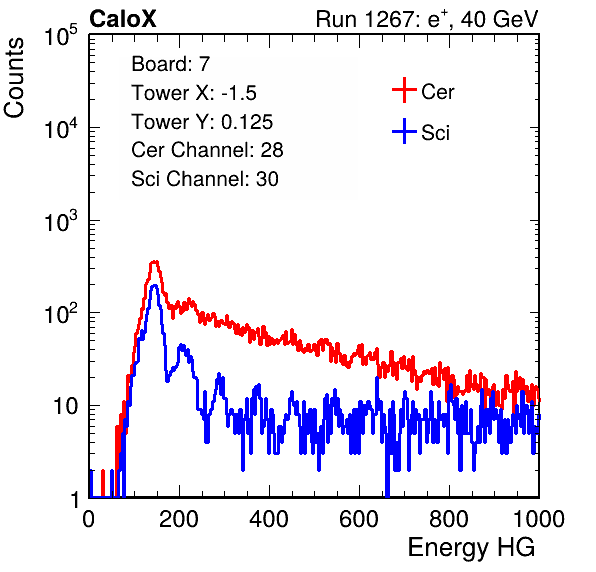 CaloX Run 1267: e⁺, 40 GeV
Counts
10⁵
10⁴
10³
10²
10
1
Board: 7
Tower X: -1.5
Tower Y: 0.125
Cer Channel: 28
Sci Channel: 30
Cer
Sci
0 200 400 600 800 1000
Energy HG